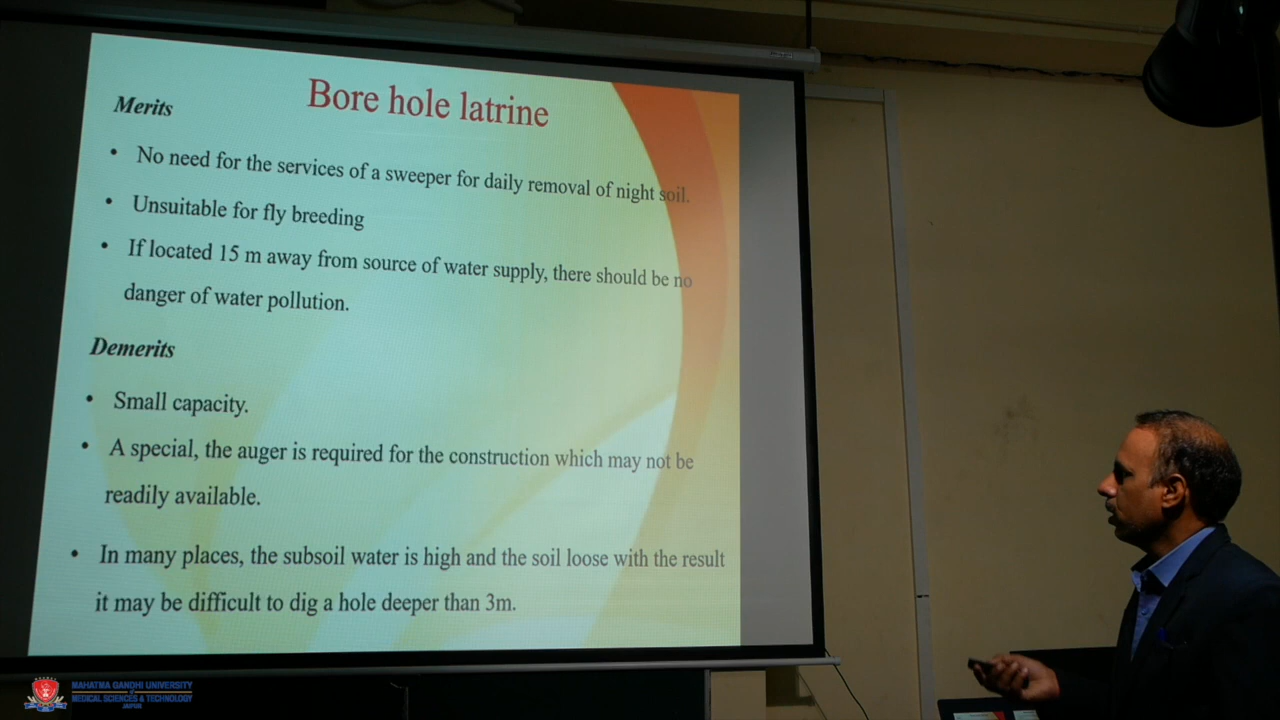 Bore hole latrine
Merits
• No need for the services of a sweeper for daily removal of night soil.
• Unsuitable for fly breeding
• If located 15 m away from source of water supply, there should be no
danger of water pollution.
Demerits
• Small capacity.
• A special, the auger is required for the construction which may not be
readily available.
• In many places, the subsoil water is high and the soil loose with the result
it may be difficult to dig a hole deeper than 3m.
MAHATMA GANDHI UNIVERSITY
of
MEDICAL SCIENCES & TECHNOLOGY
JAIPUR